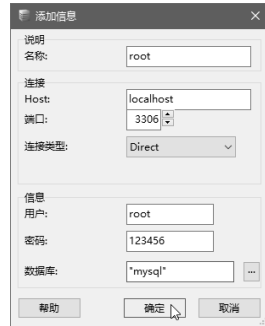 添加信息
说明
名称: root
连接
Host: localhost
端口: 3306
连接类型: Direct
信息
用户: root
密码: 123456
数据库: "mysql" ...
帮助 确定 取消